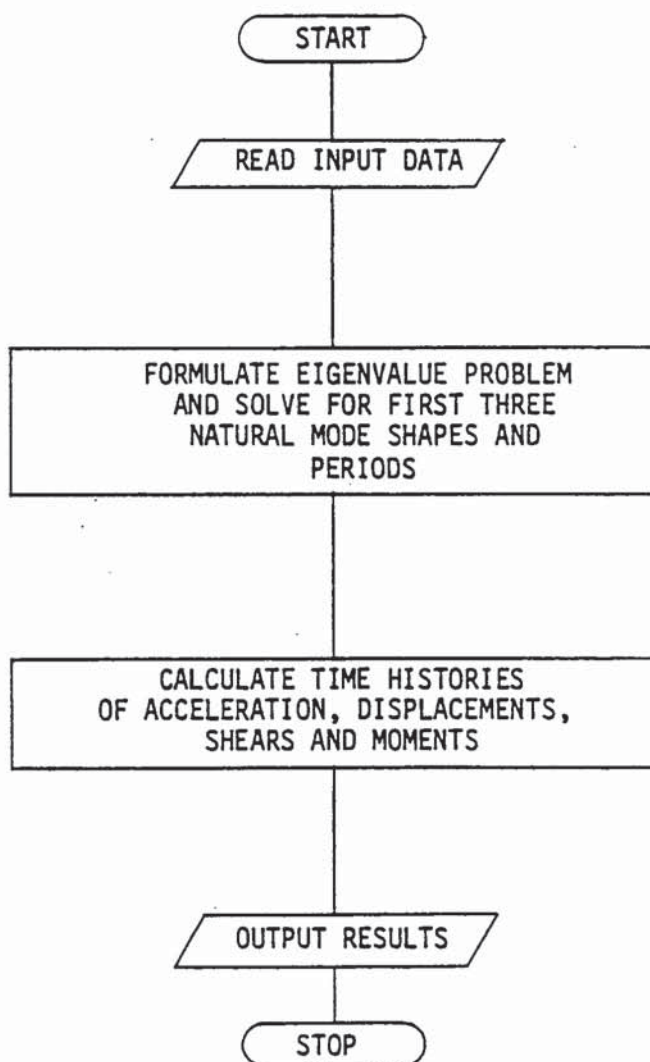 START
READ INPUT DATA
FORMULATE EIGENVALUE PROBLEM
AND SOLVE FOR FIRST THREE
NATURAL MODE SHAPES AND
PERIODS
CALCULATE TIME HISTORIES
OF ACCELERATION, DISPLACEMENTS,
SHEARS AND MOMENTS
OUTPUT RESULTS
STOP